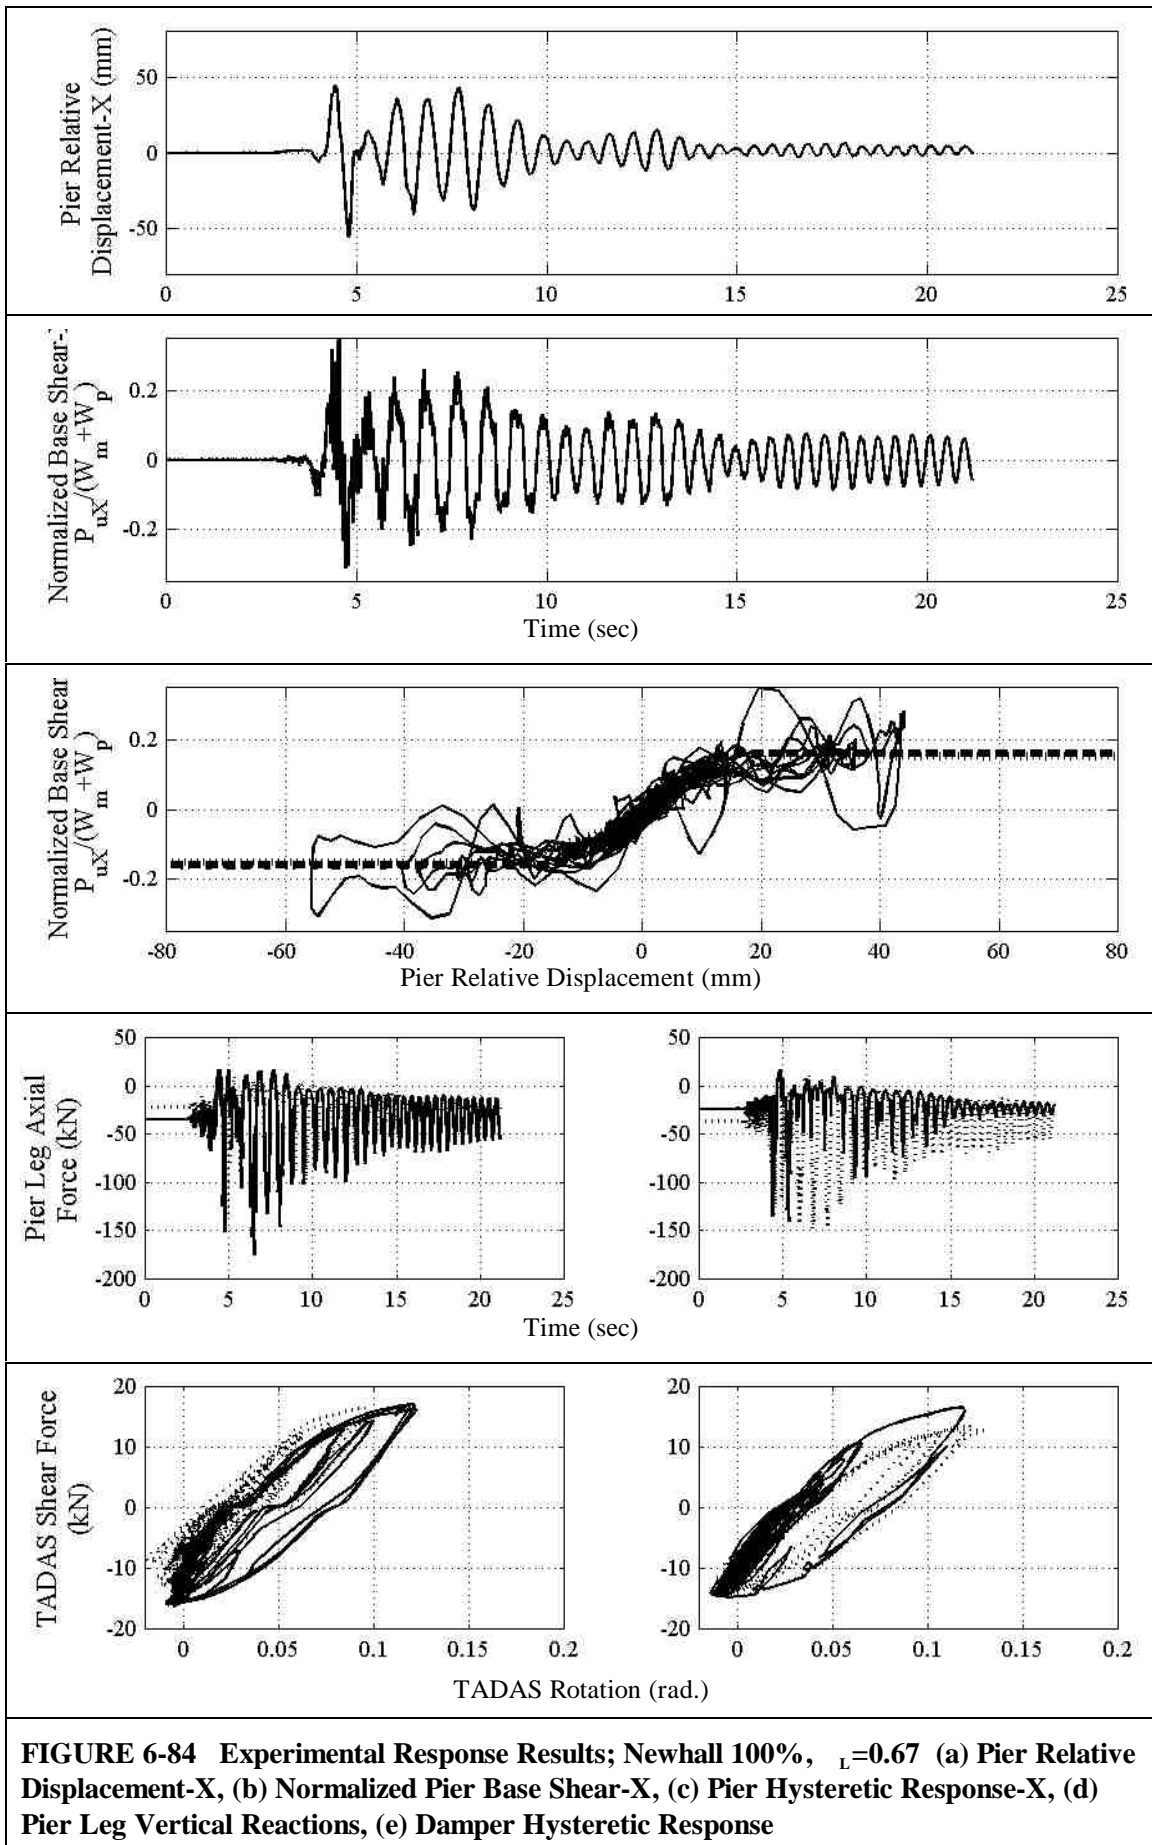 Pier Relative
Displacement-X (mm)
50
0
-50
0 5 10 15 20 25
Normalized Base Shear-
P_uX/(W_m+W_p)
0.2
0
-0.2
0 5 10 15 20 25
Time (sec)
Normalized Base Shear
P_uX/(W_m+W_p)
0.2
0
-0.2
-80 -60 -40 -20 0 20 40 60 80
Pier Relative Displacement (mm)
Pier Leg Axial
Force (kN)
50
0
-50
-100
-150
-200
0 5 10 15 20 25
50
0
-50
-100
-150
-200
0 5 10 15 20 25
Time (sec)
TADAS Shear Force
(kN)
20
10
0
-10
-20
0 0.05 0.1 0.15 0.2
20
10
0
-10
-20
0 0.05 0.1 0.15 0.2
TADAS Rotation (rad.)
FIGURE 6-84 Experimental Response Results; Newhall 100%, _L=0.67 (a) Pier Relative
Displacement-X, (b) Normalized Pier Base Shear-X, (c) Pier Hysteretic Response-X, (d)
Pier Leg Vertical Reactions, (e) Damper Hysteretic Response